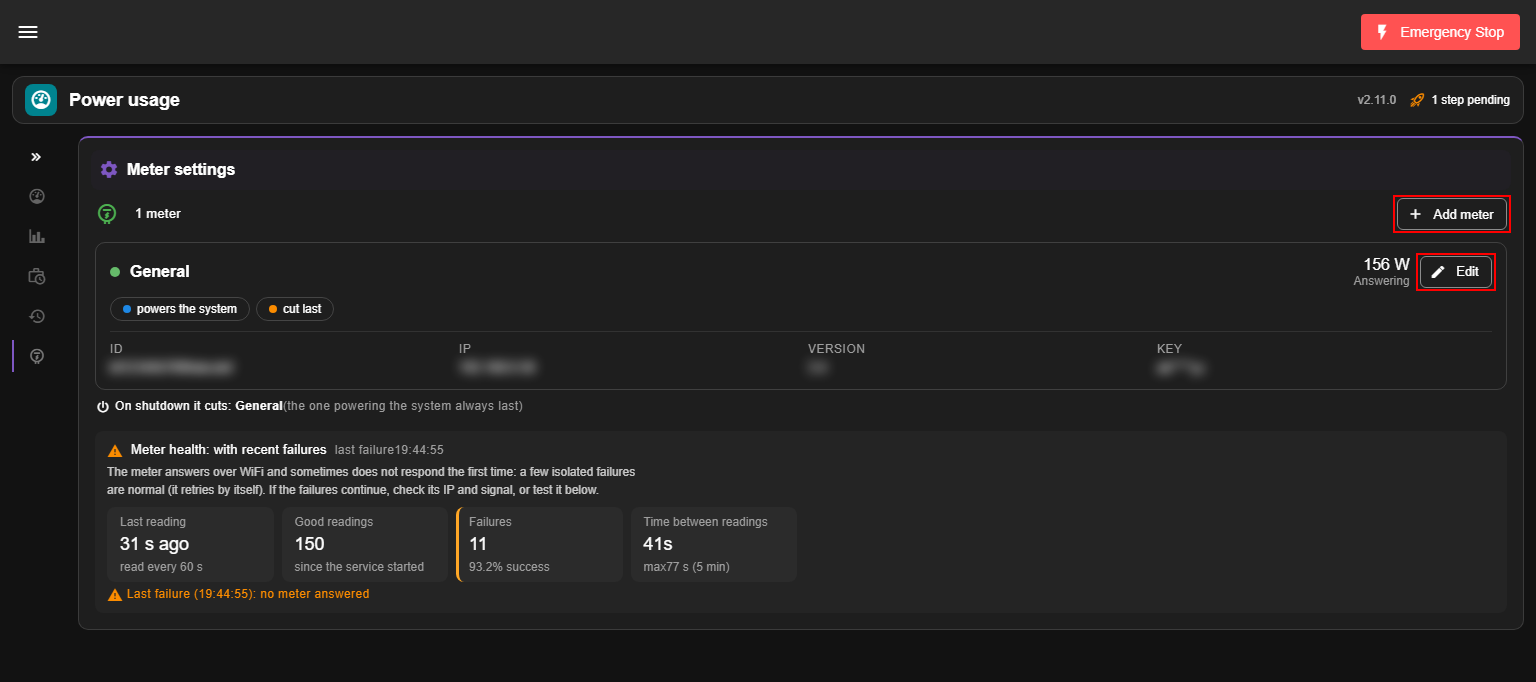 Emergency Stop
Power usage
v2.11.0
1 step pending
Meter settings
1 meter
Add meter
General
156 W
Answering
Edit
powers the system
cut last
ID
IP
VERSION
KEY
On shutdown it cuts: General(the one powering the system always last)
Meter health: with recent failures last failure19:44:55
The meter answers over WiFi and sometimes does not respond the first time: a few isolated failures
are normal (it retries by itself). If the failures continue, check its IP and signal, or test it below.
Last reading
31 s ago
read every 60 s
Good readings
150
since the service started
Failures
11
93.2% success
Time between readings
41s
max77 s (5 min)
Last failure (19:44:55): no meter answered